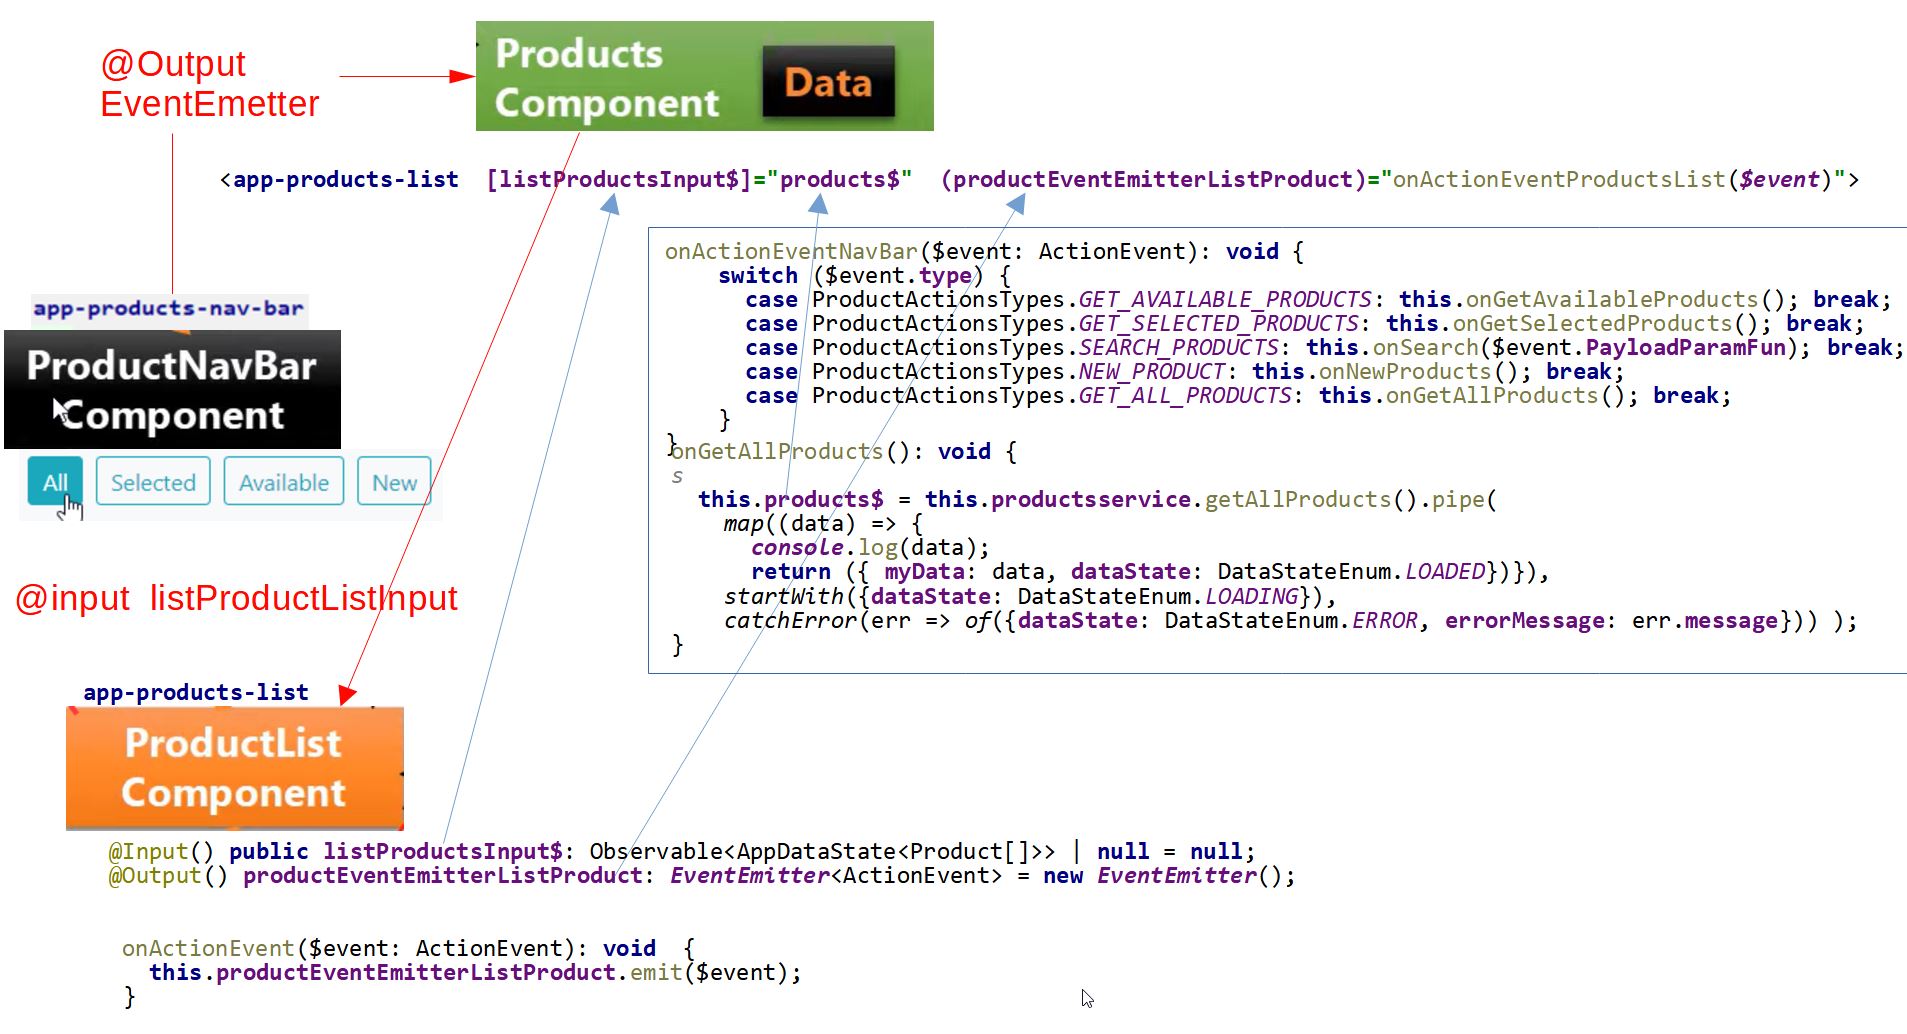 @Output
EventEmetter
Products
Component
Data
<app-products-list  [listProductsInput$]="products$"  (productEventEmitterListProduct)="onActionEventProductsList($event)">
onActionEventNavBar($event: ActionEvent): void {
    switch ($event.type) {
      case ProductActionsTypes.GET_AVAILABLE_PRODUCTS: this.onGetAvailableProducts(); break;
      case ProductActionsTypes.GET_SELECTED_PRODUCTS: this.onGetSelectedProducts(); break;
      case ProductActionsTypes.SEARCH_PRODUCTS: this.onSearch($event.PayloadParamFun); break;
      case ProductActionsTypes.NEW_PRODUCT: this.onNewProducts(); break;
      case ProductActionsTypes.GET_ALL_PRODUCTS: this.onGetAllProducts(); break;
    }
}
onGetAllProducts(): void {
s
  this.products$ = this.productsservice.getAllProducts().pipe(
    map((data) => {
      console.log(data);
      return ({ myData: data, dataState: DataStateEnum.LOADED})}),
    startWith({dataState: DataStateEnum.LOADING}),
    catchError(err => of({dataState: DataStateEnum.ERROR, errorMessage: err.message})) );
}
app-products-nav-bar
ProductNavBar
Component
All Selected Available New
@input  listProductListInput
app-products-list
ProductList
Component
@Input() public listProductsInput$: Observable<AppDataState<Product[]>> | null = null;
@Output() productEventEmitterListProduct: EventEmitter<ActionEvent> = new EventEmitter();
onActionEvent($event: ActionEvent): void  {
  this.productEventEmitterListProduct.emit($event);
}